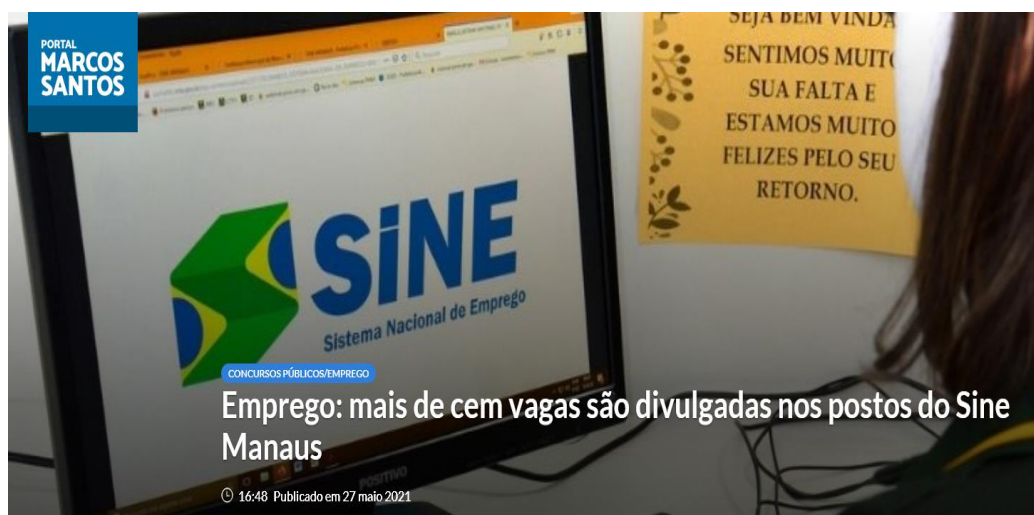 PORTAL
MARCOS
SANTOS
SEJA BEM VINDA
SENTIMOS MUITO
SUA FALTA E
ESTAMOS MUITO
FELIZES PELO SEU
RETORNO.
SiNE
Sistema Nacional de Emprego
CONCURSOS PÚBLICOS/EMPREGO
Emprego: mais de cem vagas são divulgadas nos postos do Sine
Manaus
16:48 Publicado em 27 maio 2021
POSITIVO